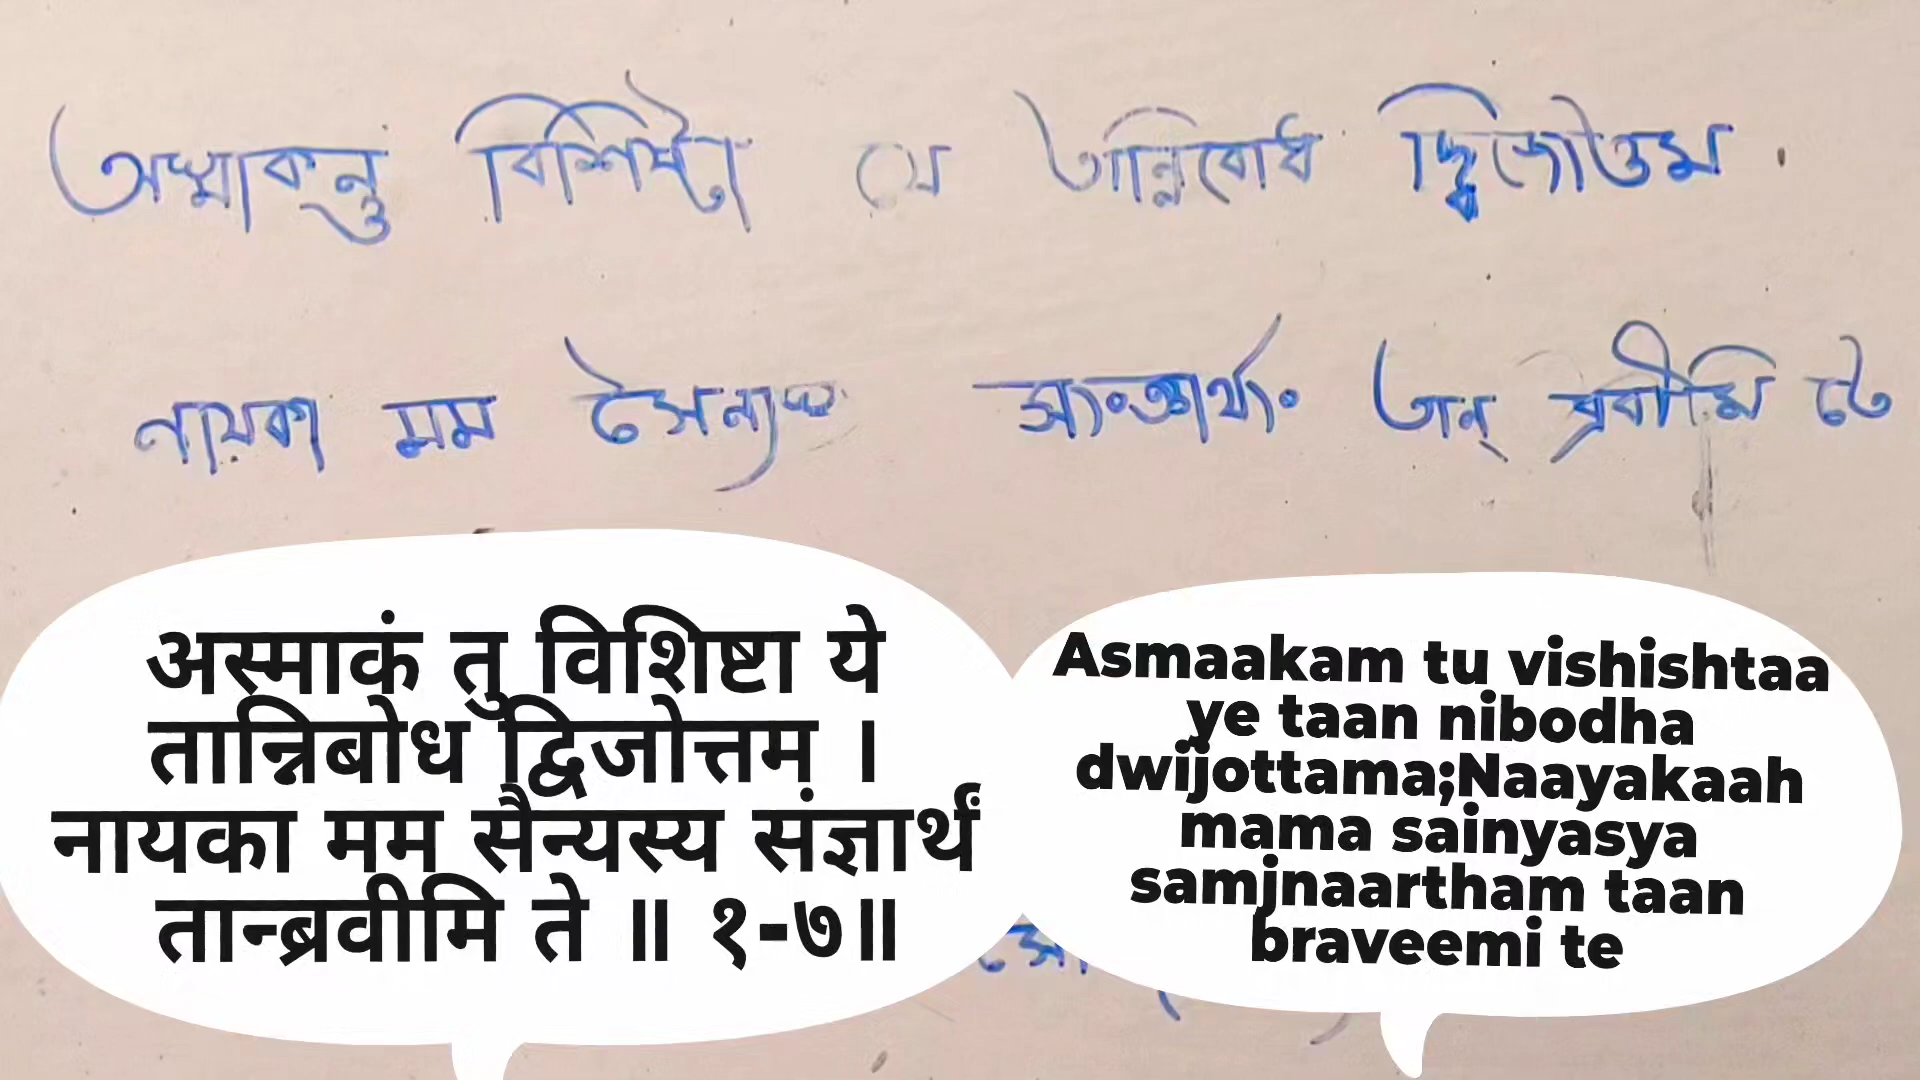 অস্মাকন্তু বিশিষ্টা যে তান্নিবোধ দ্বিজোত্তম .
নায়কা মম সৈন্যস্য সংজ্ঞার্থং তান্ ব্রবীমি তে
अस्माकं तु विशिष्टा ये
तान्निबोध द्विजोत्तम ।
नायका मम सैन्यस्य संज्ञार्थं
तान्ब्रवीमि ते ॥ १-७॥
Asmaakam tu vishishtaa
ye taan nibodha
dwijottama;Naayakaah
mama sainyasya
samjnaartham taan
braveemi te